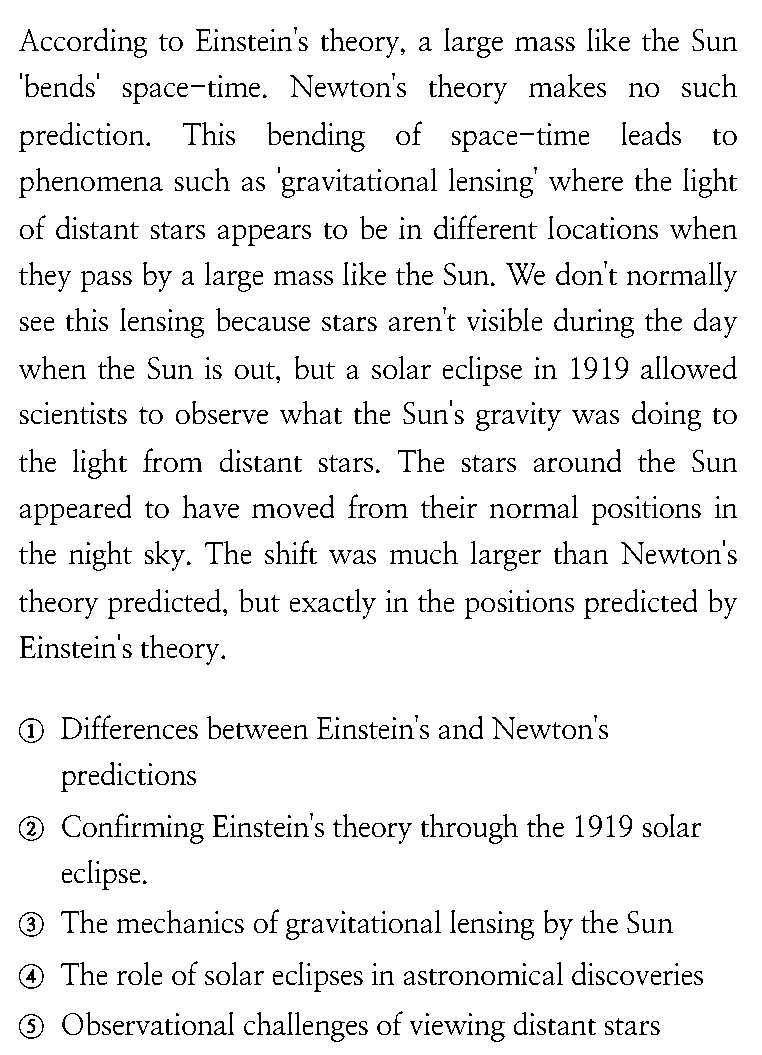 According to Einstein's theory, a large mass like the Sun
'bends' space-time. Newton's theory makes no such
prediction. This bending of space-time leads to
phenomena such as 'gravitational lensing' where the light
of distant stars appears to be in different locations when
they pass by a large mass like the Sun. We don't normally
see this lensing because stars aren't visible during the day
when the Sun is out, but a solar eclipse in 1919 allowed
scientists to observe what the Sun's gravity was doing to
the light from distant stars. The stars around the Sun
appeared to have moved from their normal positions in
the night sky. The shift was much larger than Newton's
theory predicted, but exactly in the positions predicted by
Einstein's theory.
① Differences between Einstein's and Newton's
predictions
② Confirming Einstein's theory through the 1919 solar
eclipse.
③ The mechanics of gravitational lensing by the Sun
④ The role of solar eclipses in astronomical discoveries
⑤ Observational challenges of viewing distant stars